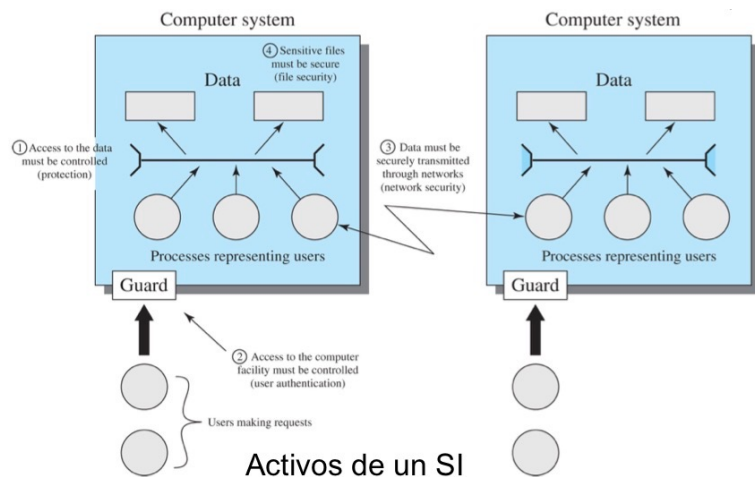 Computer system
④ Sensitive files
must be secure
(file security)
Data
① Access to the data
must be controlled
(protection)
Processes representing users
Guard
② Access to the computer
facility must be controlled
(user authentication)
Users making requests
③ Data must be
securely transmitted
through networks
(network security)
Computer system
Data
Processes representing users
Guard
Activos de un SI